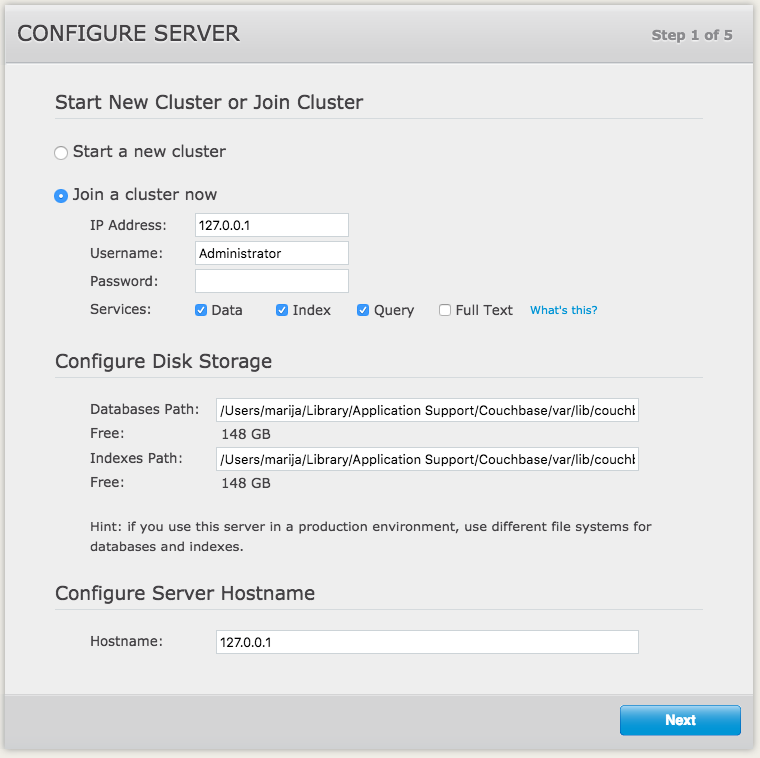 CONFIGURE SERVER
Step 1 of 5
Start New Cluster or Join Cluster
Start a new cluster
Join a cluster now
IP Address: 127.0.0.1
Username: Administrator
Password:
Services: Data Index Query Full Text What's this?
Configure Disk Storage
Databases Path: /Users/marija/Library/Application Support/Couchbase/var/lib/couchb
Free: 148 GB
Indexes Path: /Users/marija/Library/Application Support/Couchbase/var/lib/couchb
Free: 148 GB
Hint: if you use this server in a production environment, use different file systems for
databases and indexes.
Configure Server Hostname
Hostname: 127.0.0.1
Next